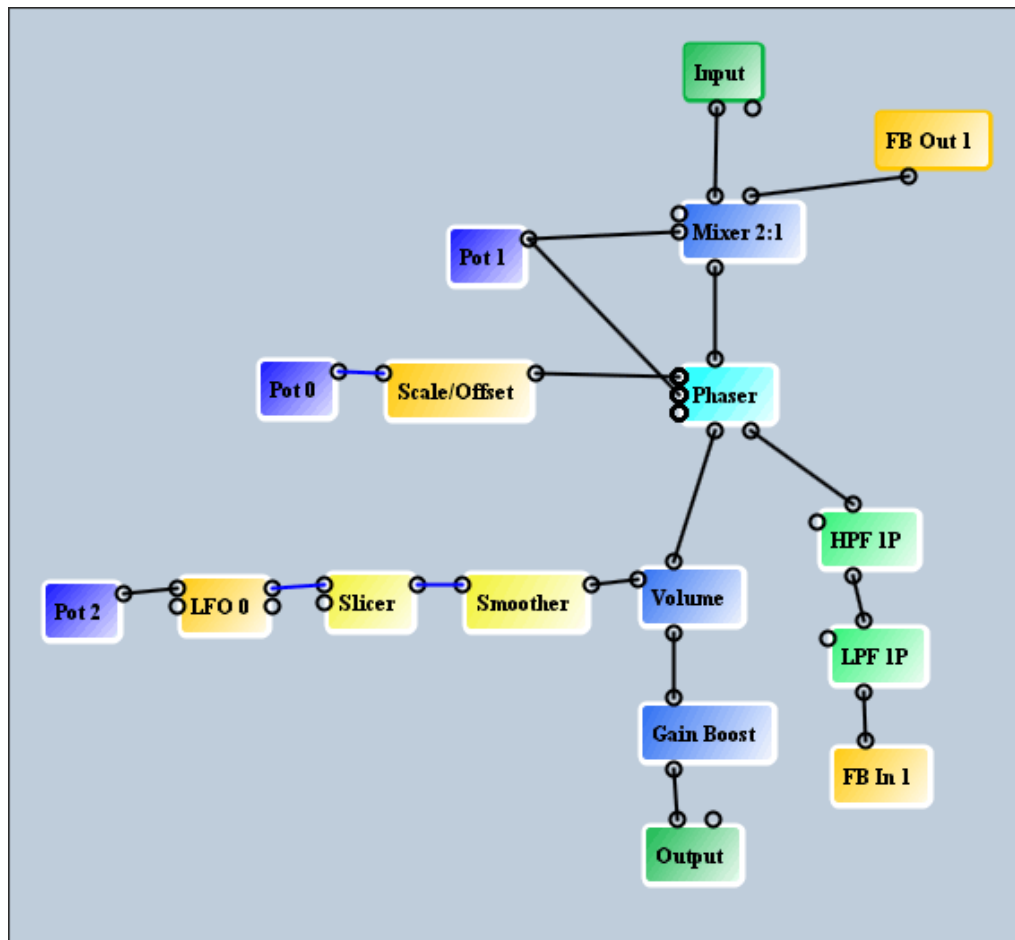 Input
FB Out 1
Mixer 2:1
Pot 1
Pot 0
Scale/Offset
Phaser
HPF 1P
Pot 2
LFO 0
Slicer
Smoother
Volume
LPF 1P
Gain Boost
FB In 1
Output